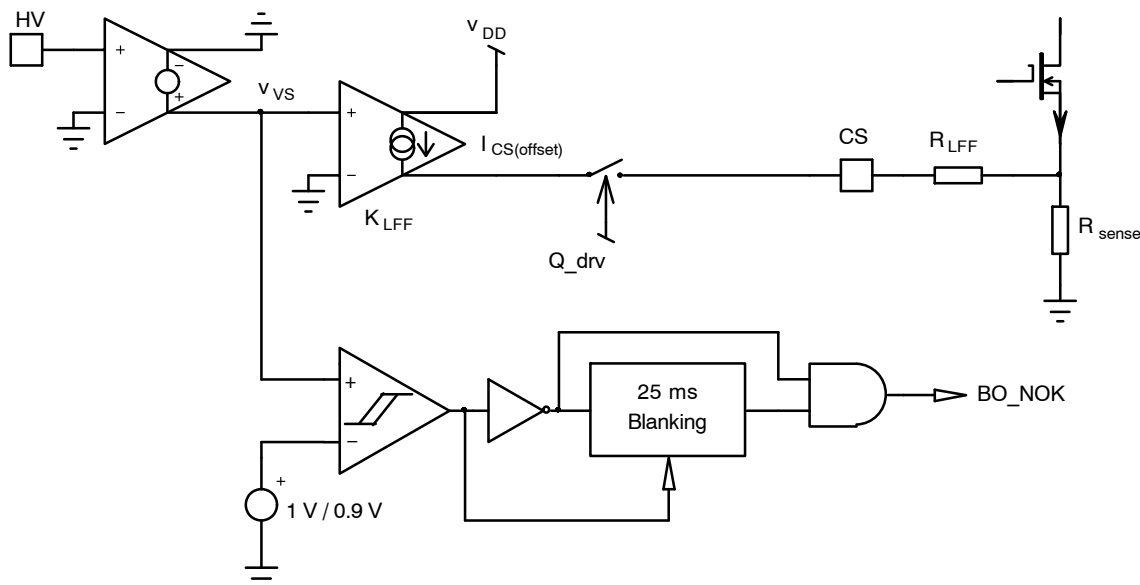 HV
+
−
−
+
v VS
v DD
+
−
I CS(offset)
K LFF
Q_drv
CS
R LFF
R sense
+
−
+
1 V / 0.9 V
25 ms
Blanking
BO_NOK